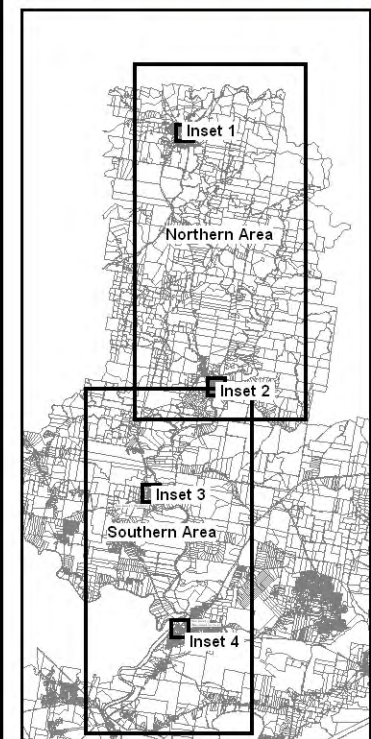 Inset 1
Northern Area
Inset 2
Inset 3
Southern Area
Inset 4